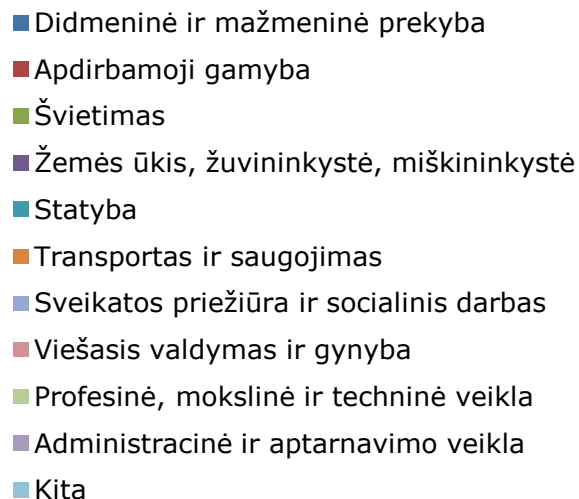 Didmeninė ir mažmeninė prekyba
Apdirbamoji gamyba
Švietimas
Žemės ūkis, žuvininkystė, miškininkystė
Statyba
Transportas ir saugojimas
Sveikatos priežiūra ir socialinis darbas
Viešasis valdymas ir gynyba
Profesinė, mokslinė ir techninė veikla
Administracinė ir aptarnavimo veikla
Kita